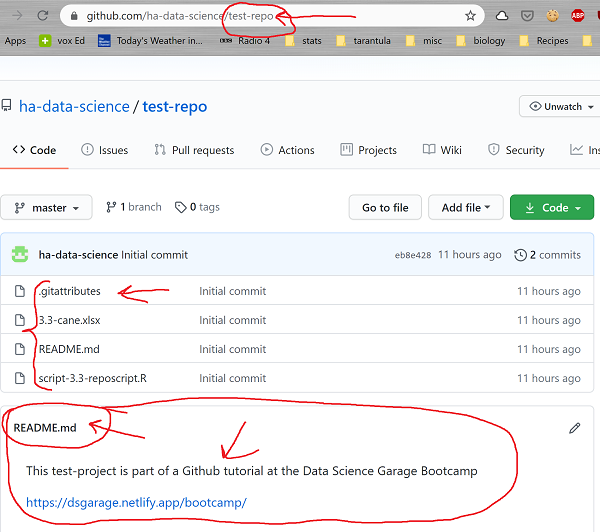 github.com/ha-data-science/test-repo
ABP
Apps vox Ed Today's Weather in... BBC Radio 4 stats tarantula misc biology Recipes
ha-data-science / test-repo
Unwatch
Code Issues Pull requests Actions Projects Wiki Security Ins
master 1 branch 0 tags Go to file Add file Code
ha-data-science Initial commit eb8e428 11 hours ago 2 commits
.gitattributes Initial commit 11 hours ago
3.3-cane.xlsx Initial commit 11 hours ago
README.md Initial commit 11 hours ago
script-3.3-reposcript.R Initial commit 11 hours ago
README.md
This test-project is part of a Github tutorial at the Data Science Garage Bootcamp
https://dsgarage.netlify.app/bootcamp/